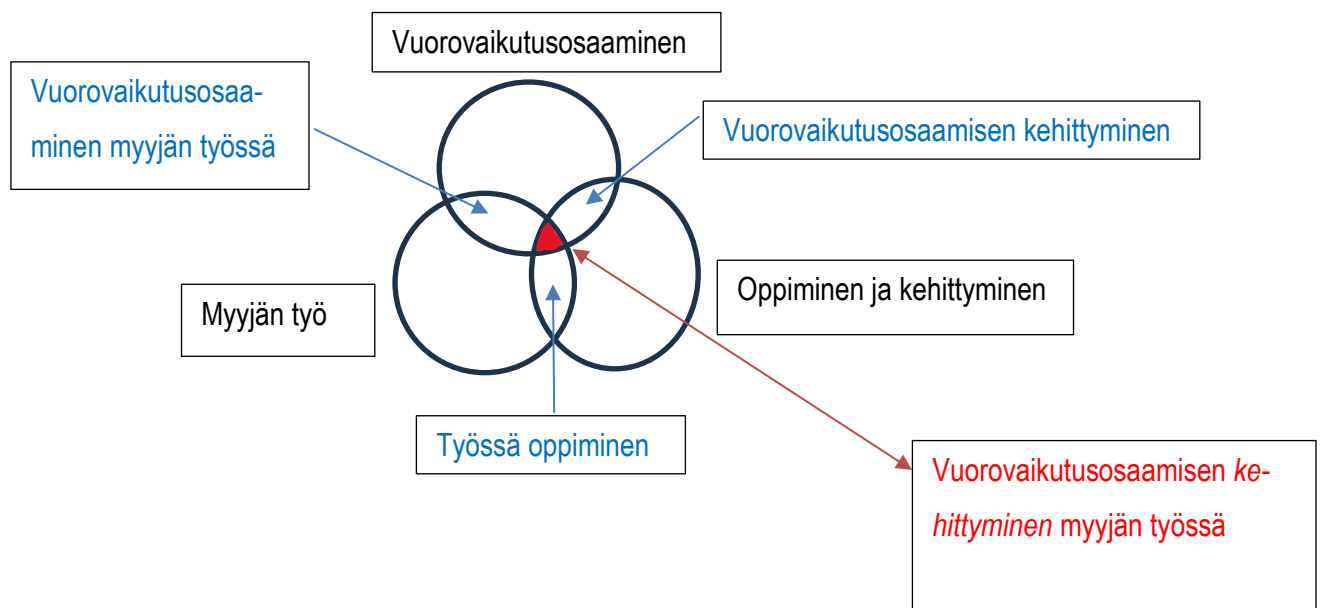 Vuorovaikutusosaaminen
Vuorovaikutusosaa-
minen myyjän työssä
Vuorovaikutusosaamisen kehittyminen
Myyjän työ
Oppiminen ja kehittyminen
Työssä oppiminen
Vuorovaikutusosaamisen ke-
hittyminen myyjän työssä